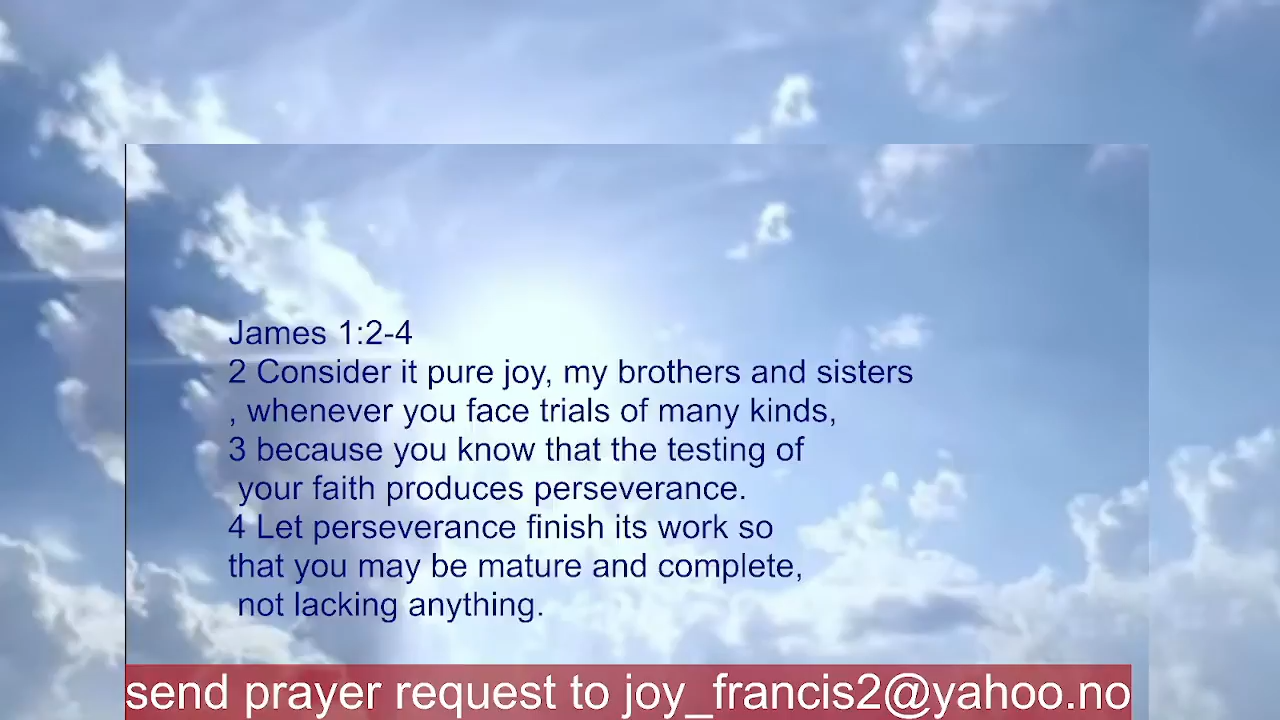 James 1:2-4
2 Consider it pure joy, my brothers and sisters
, whenever you face trials of many kinds,
3 because you know that the testing of
your faith produces perseverance.
4 Let perseverance finish its work so
that you may be mature and complete,
not lacking anything.
send prayer request to joy_francis2@yahoo.no